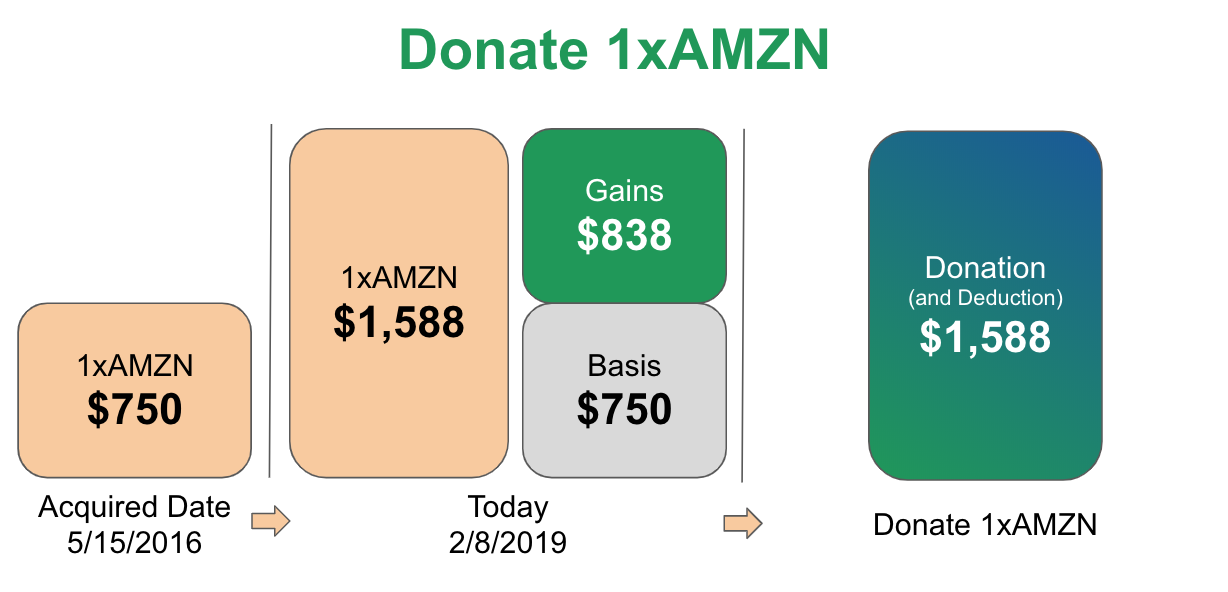 Donate 1xAMZN
1xAMZN
$750
Acquired Date
5/15/2016
1xAMZN
$1,588
Gains
$838
Basis
$750
Today
2/8/2019
Donation
(and Deduction)
$1,588
Donate 1xAMZN